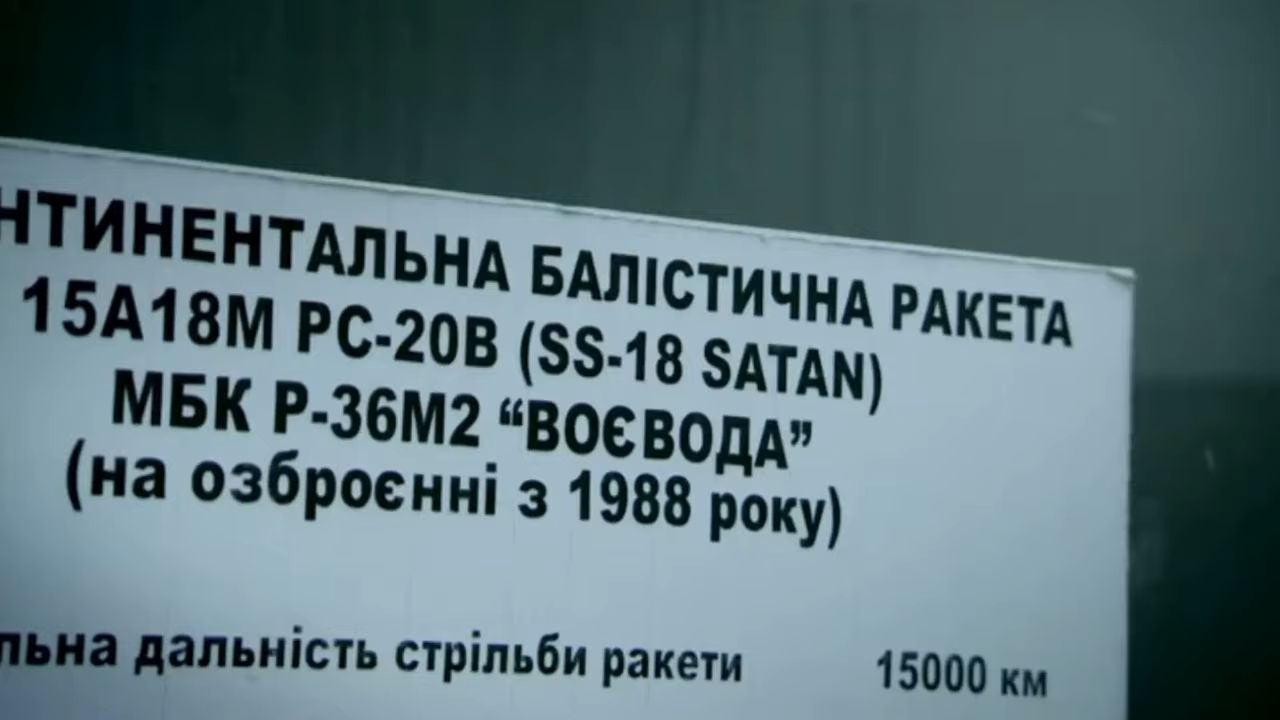 НТИНЕНТАЛЬНА БАЛІСТИЧНА РАКЕТА
15А18М РС-20В (SS-18 SATAN)
МБК Р-36М2 “ВОЄВОДА”
(на озброєнні з 1988 року)
льна дальність стрільби ракети 15000 км